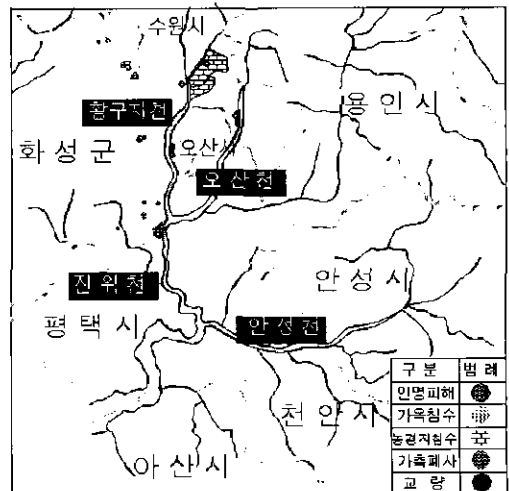 수원시
황구지천
용인시
화성군
오산시
오산천
진위천
안성시
평택시
안성천
천안시
아산시
구분 범례
인명피해
가옥침수
농경지침수
가축폐사
교량